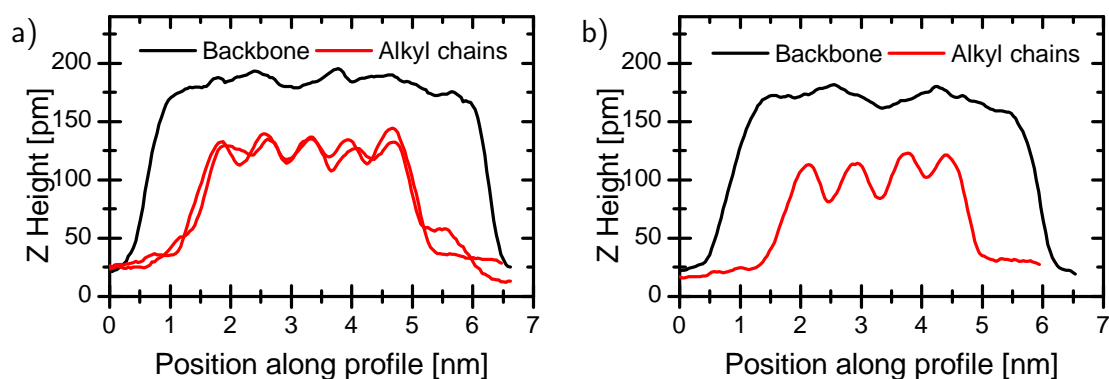 a)
Backbone Alkyl chains
Z Height [pm]
200
150
100
50
0
0 1 2 3 4 5 6 7
Position along profile [nm]
b)
Backbone Alkyl chains
Z Height [pm]
200
150
100
50
0
0 1 2 3 4 5 6 7
Position along profile [nm]